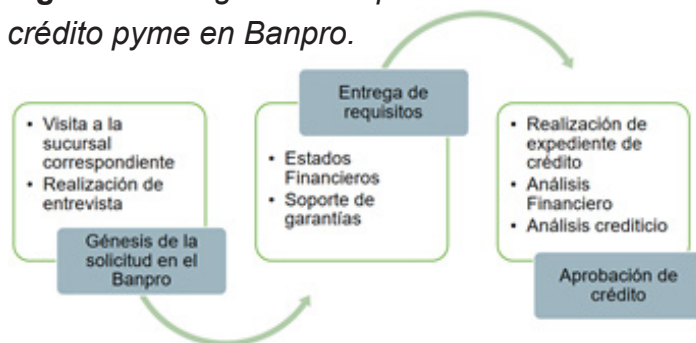 crédito pyme en Banpro.
• Visita a la
sucursal
correspondiente
• Realización de
entrevista
Génesis de la
solicitud en el
Banpro
Entrega de
requisitos
• Estados
Financieros
• Soporte de
garantías
• Realización de
expediente de
crédito
• Análisis
Financiero
• Análisis crediticio
Aprobación de
crédito